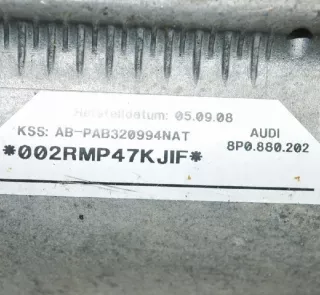 Herstelldatum: 05.09.08
KSS: AB-PAB320994NAT
AUDI
*002RMP47KJIF*
8P0.880.202